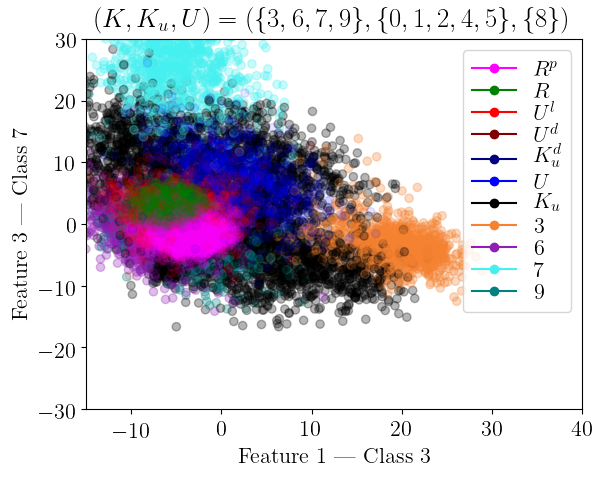 (K, K_u, U) = ({3, 6, 7, 9}, {0, 1, 2, 4, 5}, {8})
30
20
10
0
−10
−20
−30
Feature 3 — Class 7
−10
0
10
20
30
40
Feature 1 — Class 3
R^p
R
U^l
U^d
K_u^d
U
K_u
3
6
7
9